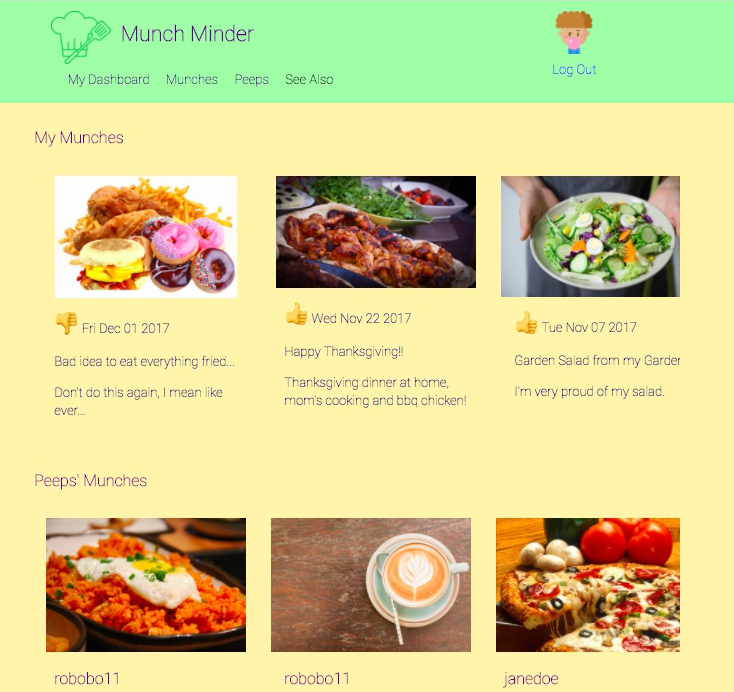 Munch Minder
My Dashboard Munches Peeps See Also
Log Out
My Munches
Fri Dec 01 2017
Bad idea to eat everything fried...
Don't do this again, I mean like
ever...
Wed Nov 22 2017
Happy Thanksgiving!!
Thanksgiving dinner at home,
mom's cooking and bbq chicken!
Tue Nov 07 2017
Garden Salad from my Garden
I'm very proud of my salad.
Peeps' Munches
robobo11
robobo11
janedoe